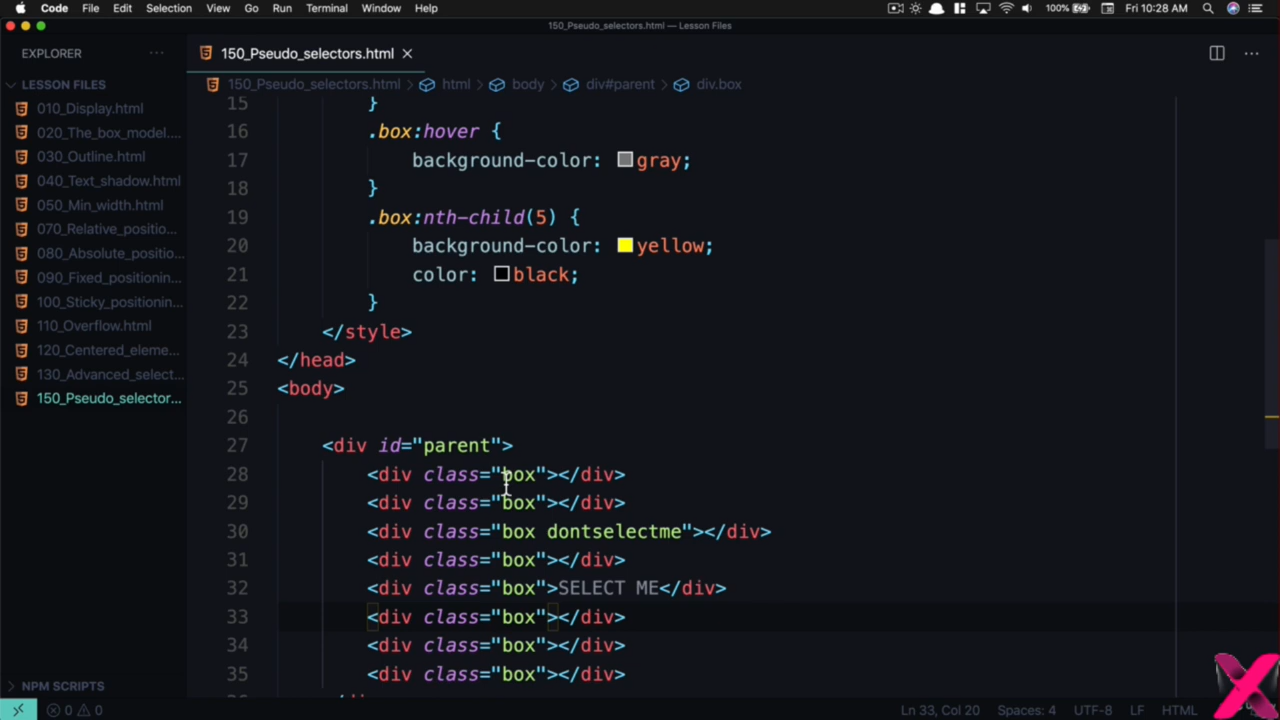 Code File Edit Selection View Go Run Terminal Window Help 100% Fri 10:28 AM
150_Pseudo_selectors.html — Lesson Files
EXPLORER
150_Pseudo_selectors.html
LESSON FILES
150_Pseudo_selectors.html > html > body > div#parent > div.box
010_Display.html
020_The_box_model....
030_Outline.html
040_Text_shadow.html
050_Min_width.html
070_Relative_positio...
080_Absolute_positio...
090_Fixed_positionin...
100_Sticky_positionin...
110_Overflow.html
120_Centered_eleme...
130_Advanced_select...
150_Pseudo_selector...
15 }
16 .box:hover {
17 background-color: gray;
18 }
19 .box:nth-child(5) {
20 background-color: yellow;
21 color: black;
22 }
23 </style>
24 </head>
25 <body>
26
27 <div id="parent">
28 <div class="box"></div>
29 <div class="box"></div>
30 <div class="box dontselectme"></div>
31 <div class="box"></div>
32 <div class="box">SELECT ME</div>
33 <div class="box"></div>
34 <div class="box"></div>
35 <div class="box"></div>
NPM SCRIPTS
0 0 Ln 33, Col 20 Spaces: 4 UTF-8 LF HTML